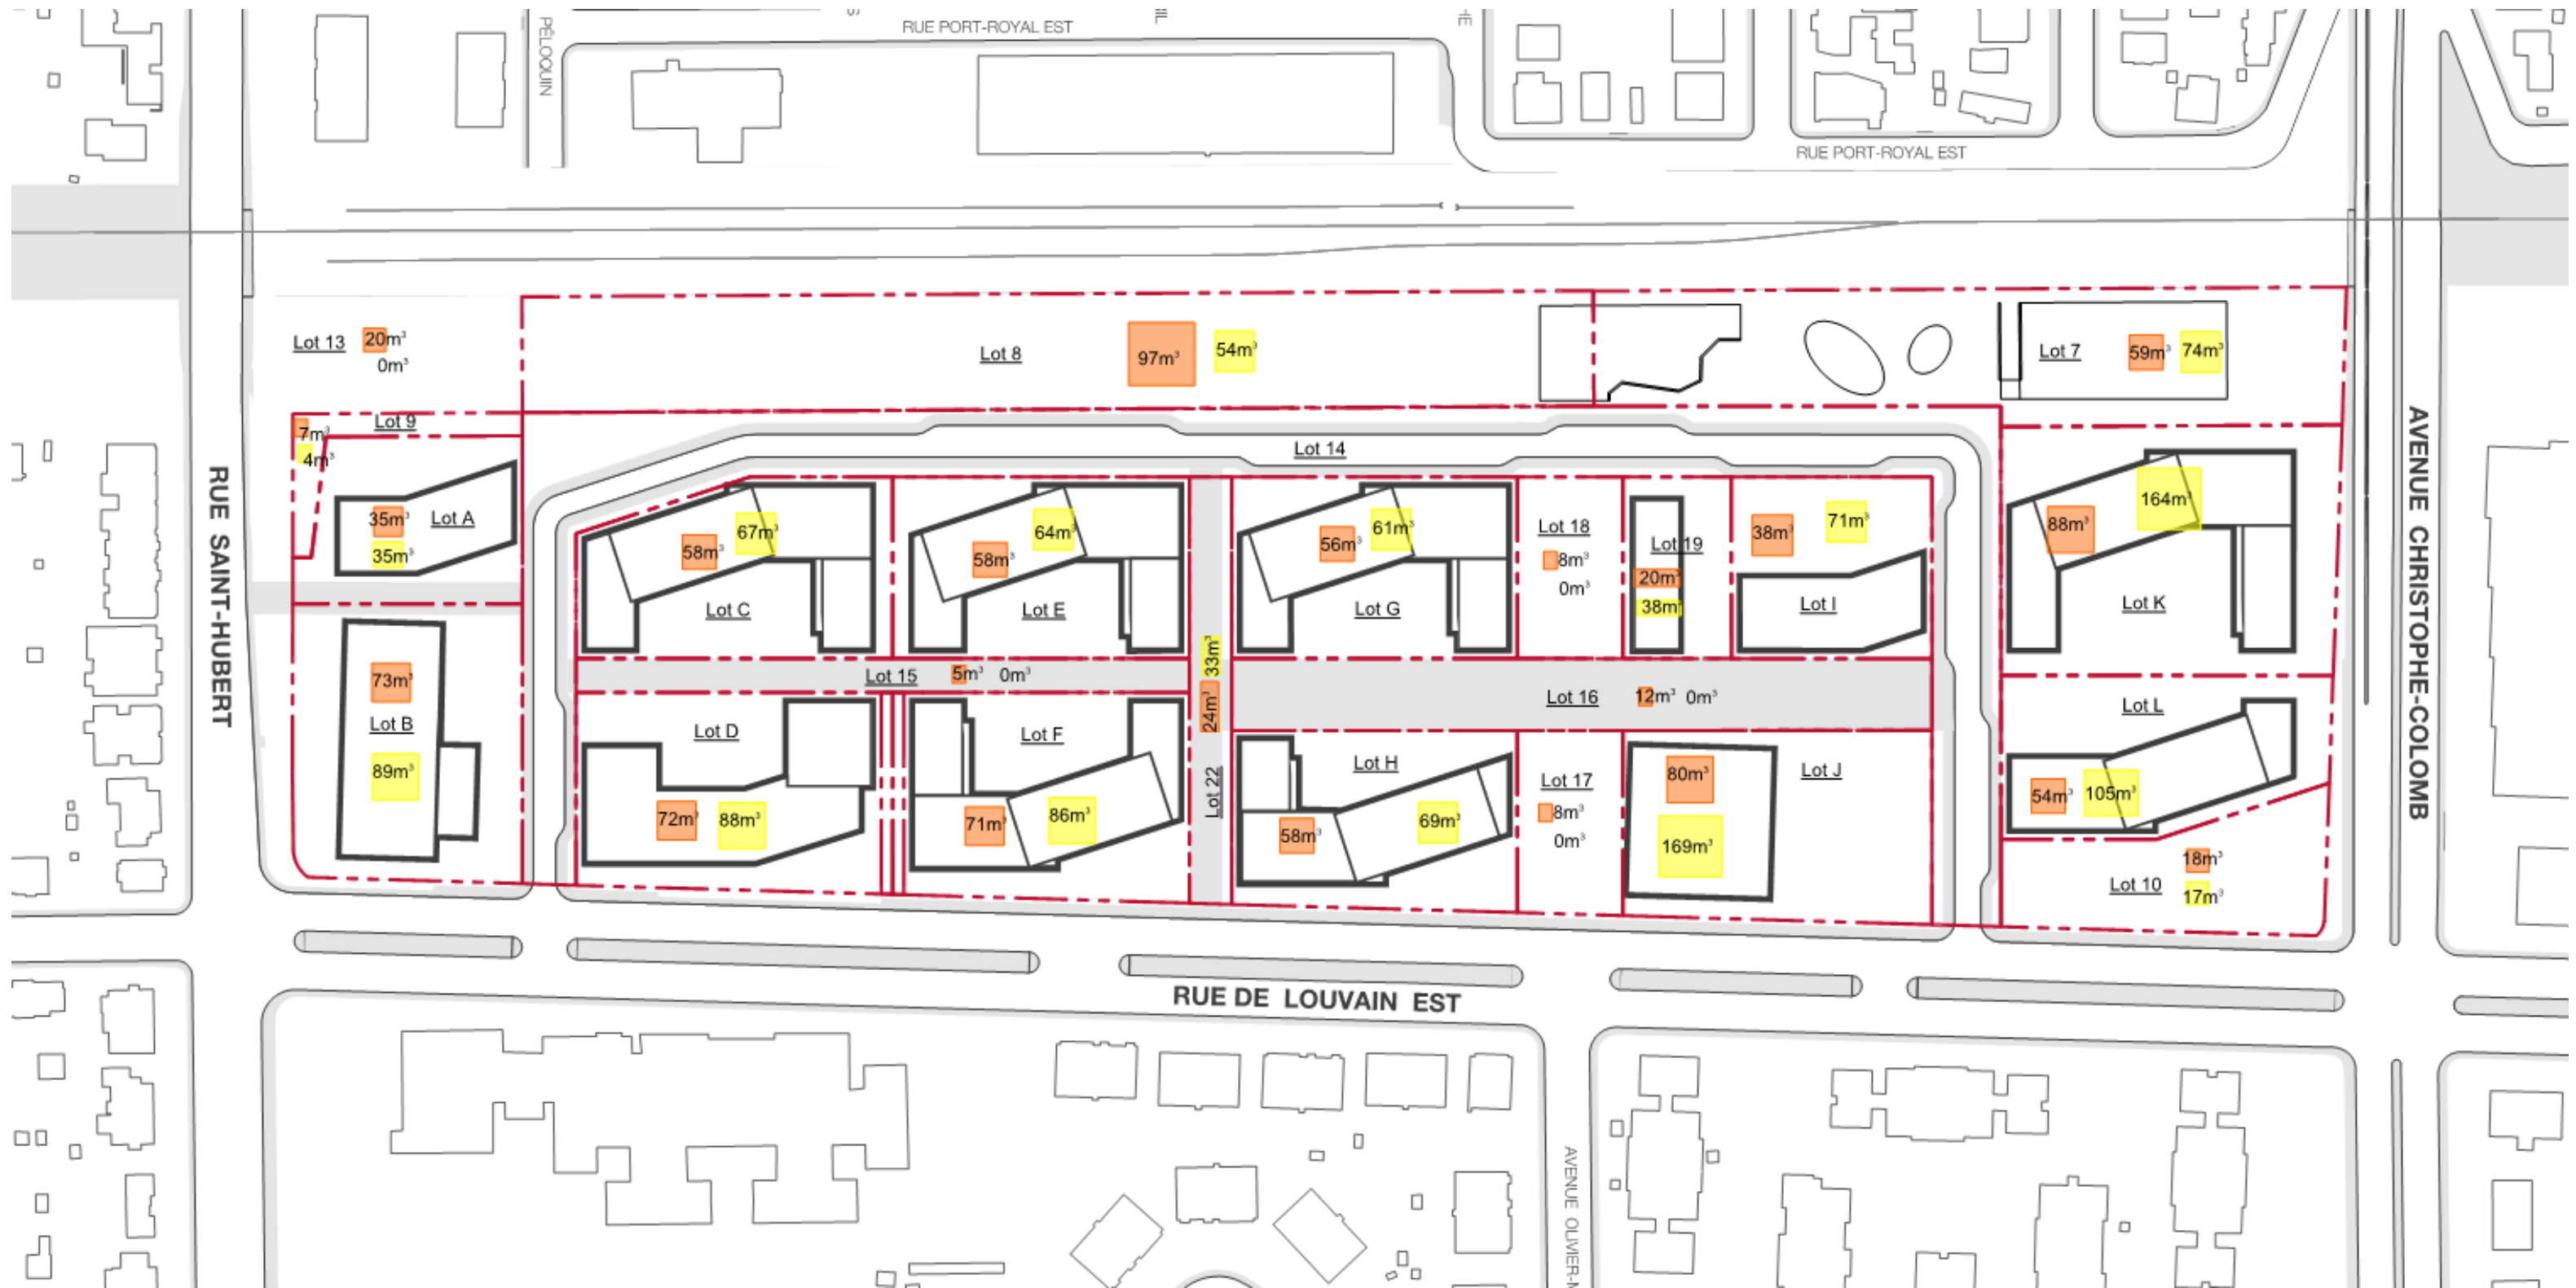 RUE PORT-ROYAL EST
PÉLOQUIN
RUE PORT-ROYAL EST
Lot 13
20m³
0m³
Lot 8
97m³
54m³
Lot 7
59m³
74m³
Lot 9
7m³
4m³
Lot 14
35m³
Lot A
35m³
67m³
58m³
Lot C
64m³
58m³
Lot E
61m³
56m³
Lot G
Lot 18
8m³
0m³
Lot 19
20m³
38m³
38m³
71m³
Lot I
164m³
88m³
Lot K
RUE SAINT-HUBERT
AVENUE CHRISTOPHE-COLOMB
73m³
Lot B
89m³
Lot 15
5m³
0m³
33m³
24m³
Lot 22
Lot 16
12m³
0m³
Lot D
72m³
88m³
Lot F
71m³
86m³
Lot H
58m³
69m³
Lot 17
8m³
0m³
80m³
Lot J
169m³
Lot L
54m³
105m³
18m³
Lot 10
17m³
RUE DE LOUVAIN EST
AVENUE